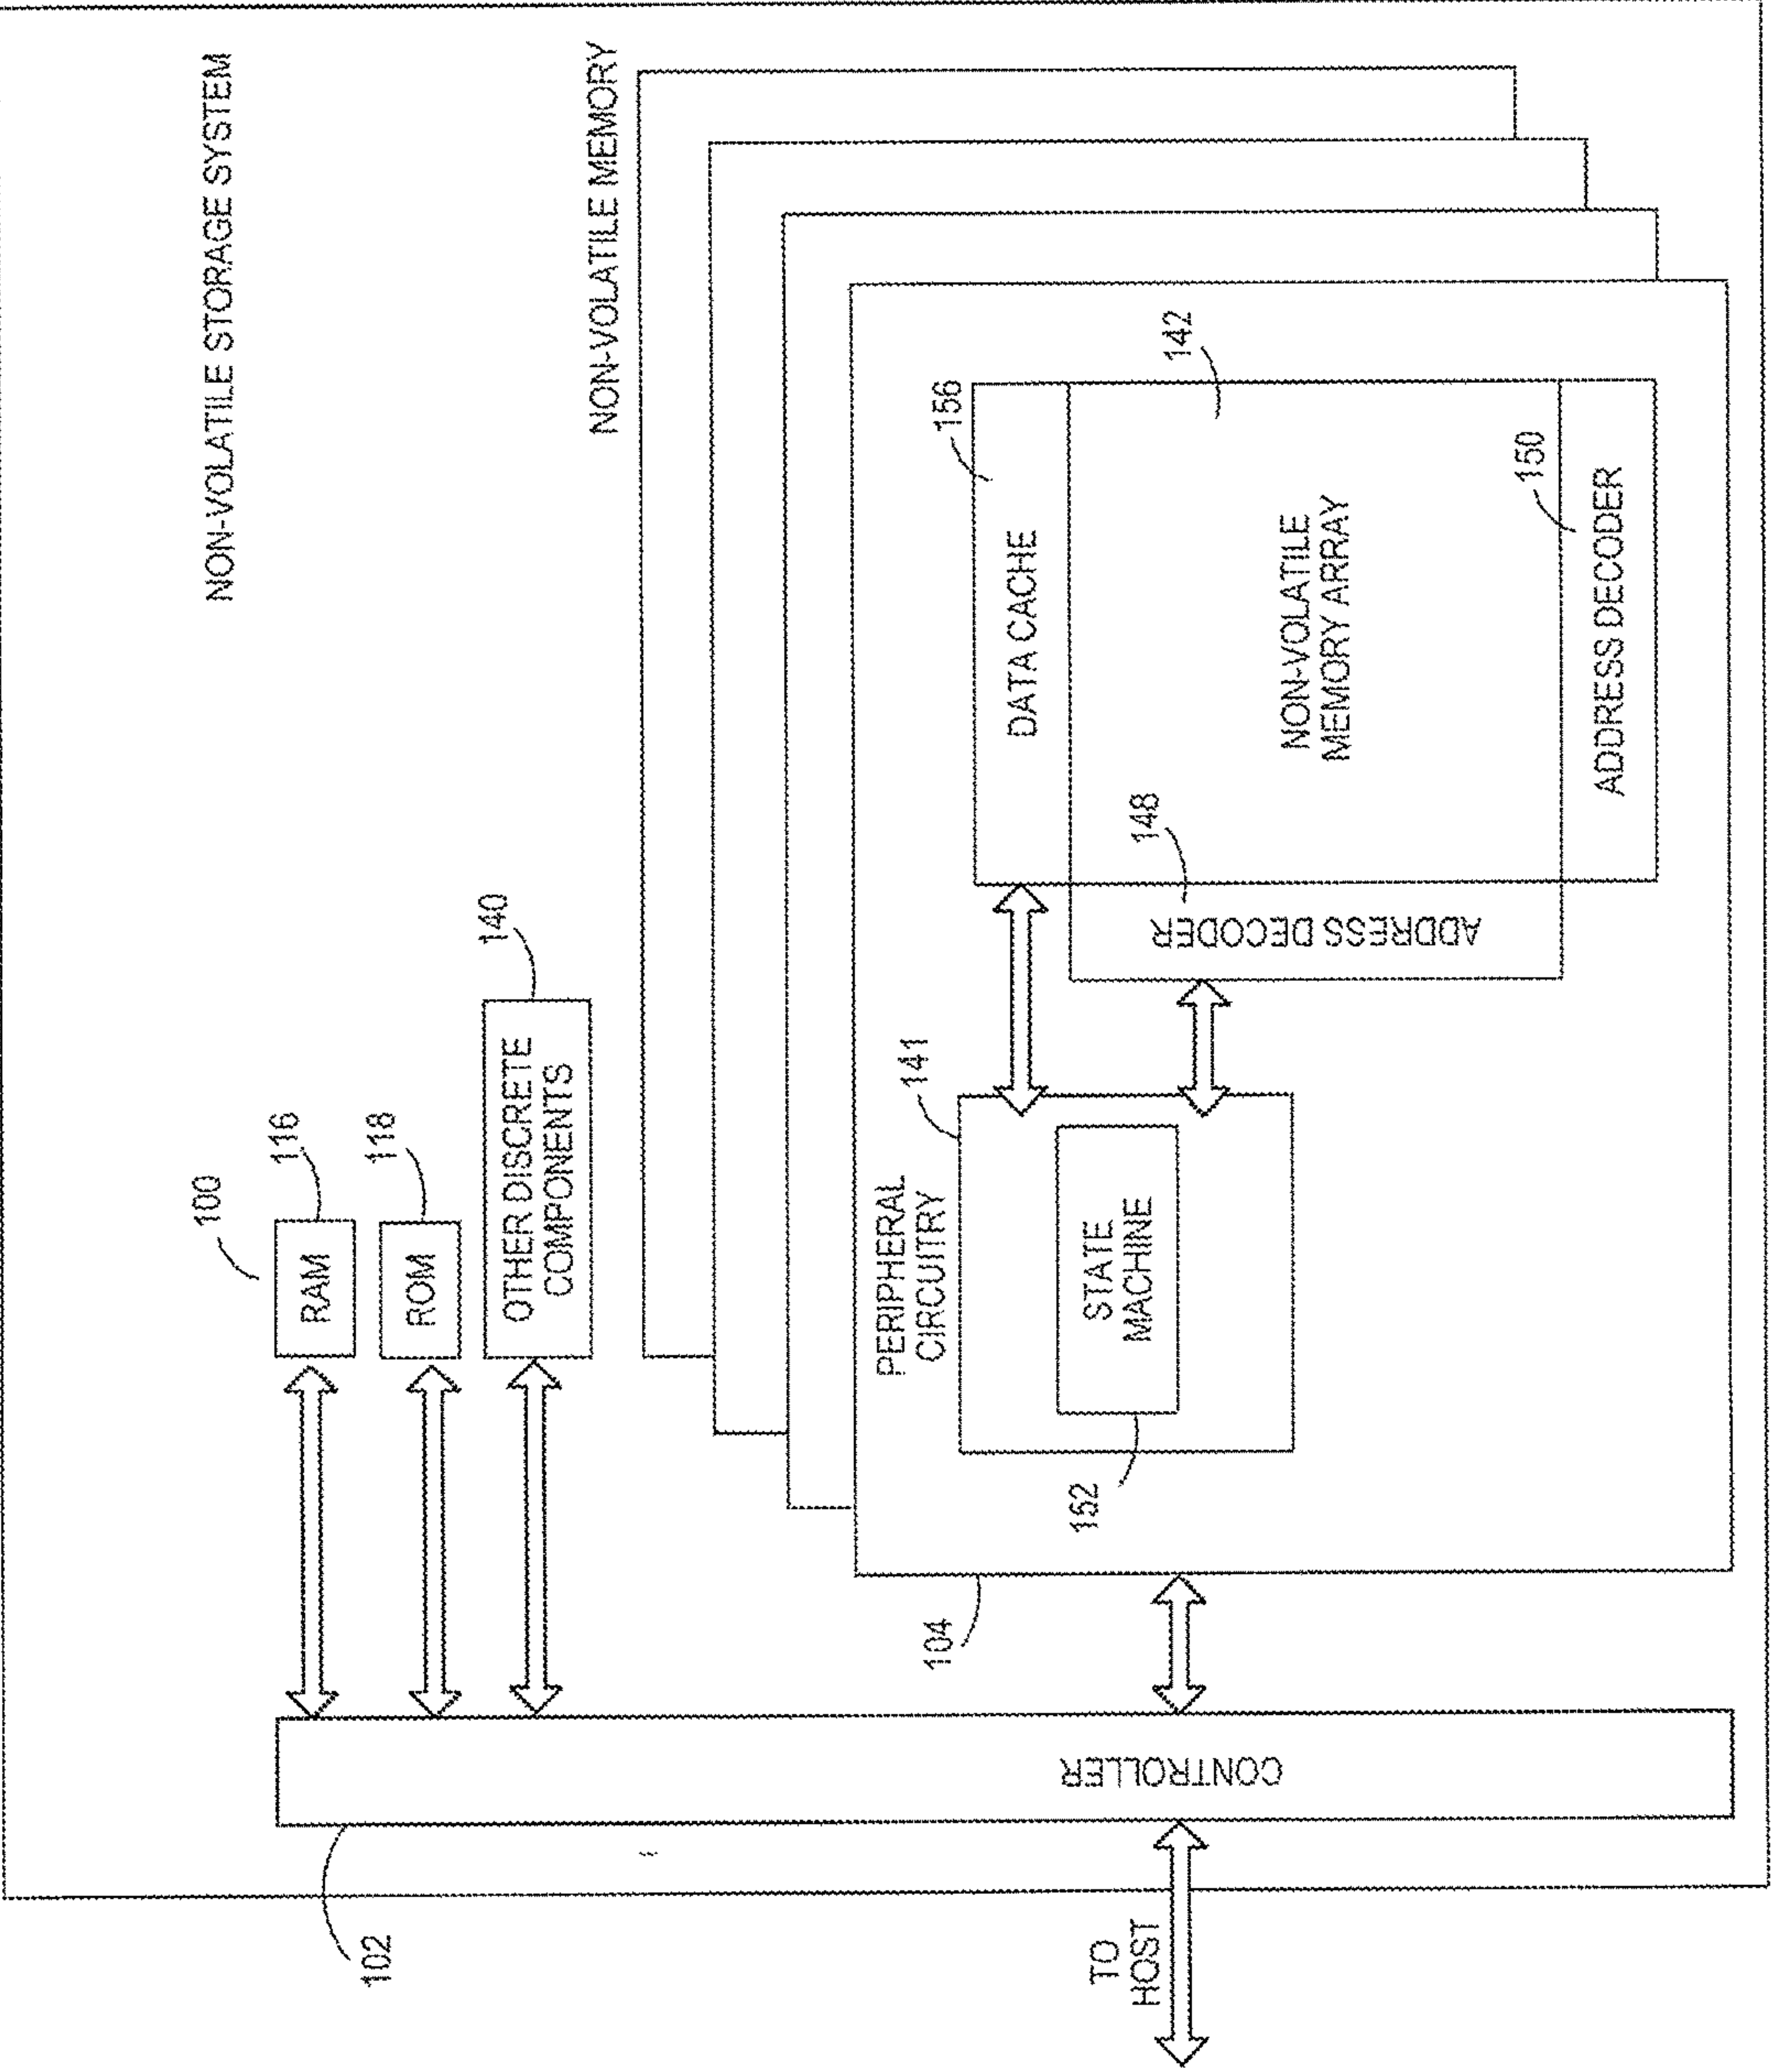 NON-VOLATILE STORAGE SYSTEM
100
116
RAM
102
118
ROM
140
OTHER DISCRETE
COMPONENTS
NON-VOLATILE MEMORY
PERIPHERAL
CIRCUITRY
141
104
156
DATA CACHE
152
STATE
MACHINE
TO
HOST
CONTROLLER
148
ADDRESS DECODER
142
NON-VOLATILE
MEMORY ARRAY
150
ADDRESS DECODER